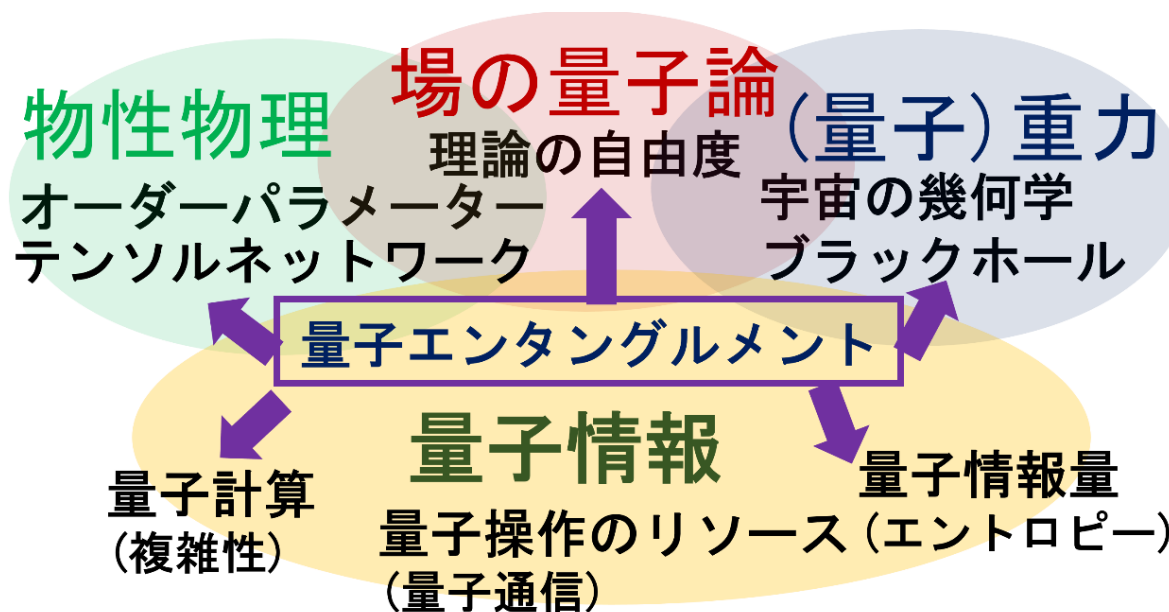 場の量子論
理論の自由度
物性物理
オーダーパラメーター
テンソルネットワーク
(量子)重力
宇宙の幾何学
ブラックホール
量子エンタングルメント
量子情報
量子計算
(複雑性)
量子操作のリソース
(量子通信)
量子情報量
(エントロピー)